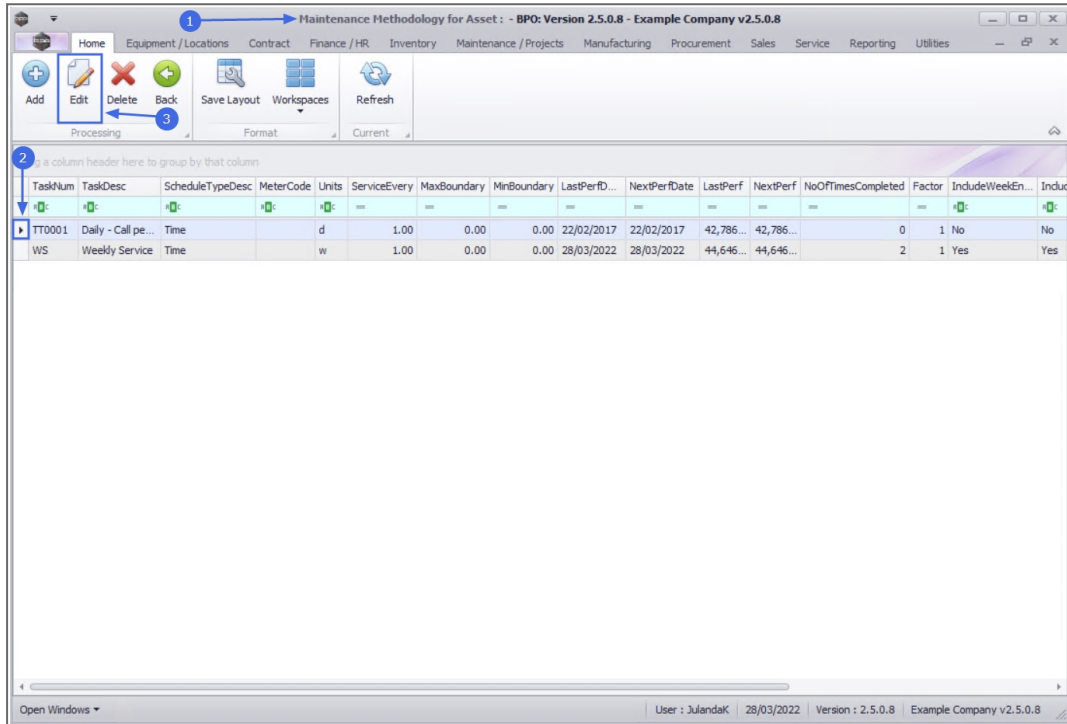 1
Maintenance Methodology for Asset : - BPO: Version 2.5.0.8 - Example Company v2.5.0.8
Home Equipment / Locations Contract Finance / HR Inventory Maintenance / Projects Manufacturing Procurement Sales Service Reporting Utilities
Add Edit Delete Back Save Layout Workspaces Refresh
3
Processing Format Current
2
g a column header here to group by that column
TaskNum TaskDesc ScheduleTypeDesc MeterCode Units ServiceEvery MaxBoundary MinBoundary LastPerfD... NextPerfDate LastPerf NextPerf NoOfTimesCompleted Factor IndudeWeekEn... Induc
TT0001 Daily - Call pe... Time d 1.00 0.00 0.00 22/02/2017 22/02/2017 42,786... 42,786... 0 1 No No
WS Weekly Service Time w 1.00 0.00 0.00 28/03/2022 28/03/2022 44,646... 44,646... 2 1 Yes Yes
Open Windows User : JulandaK 28/03/2022 Version : 2.5.0.8 Example Company v2.5.0.8